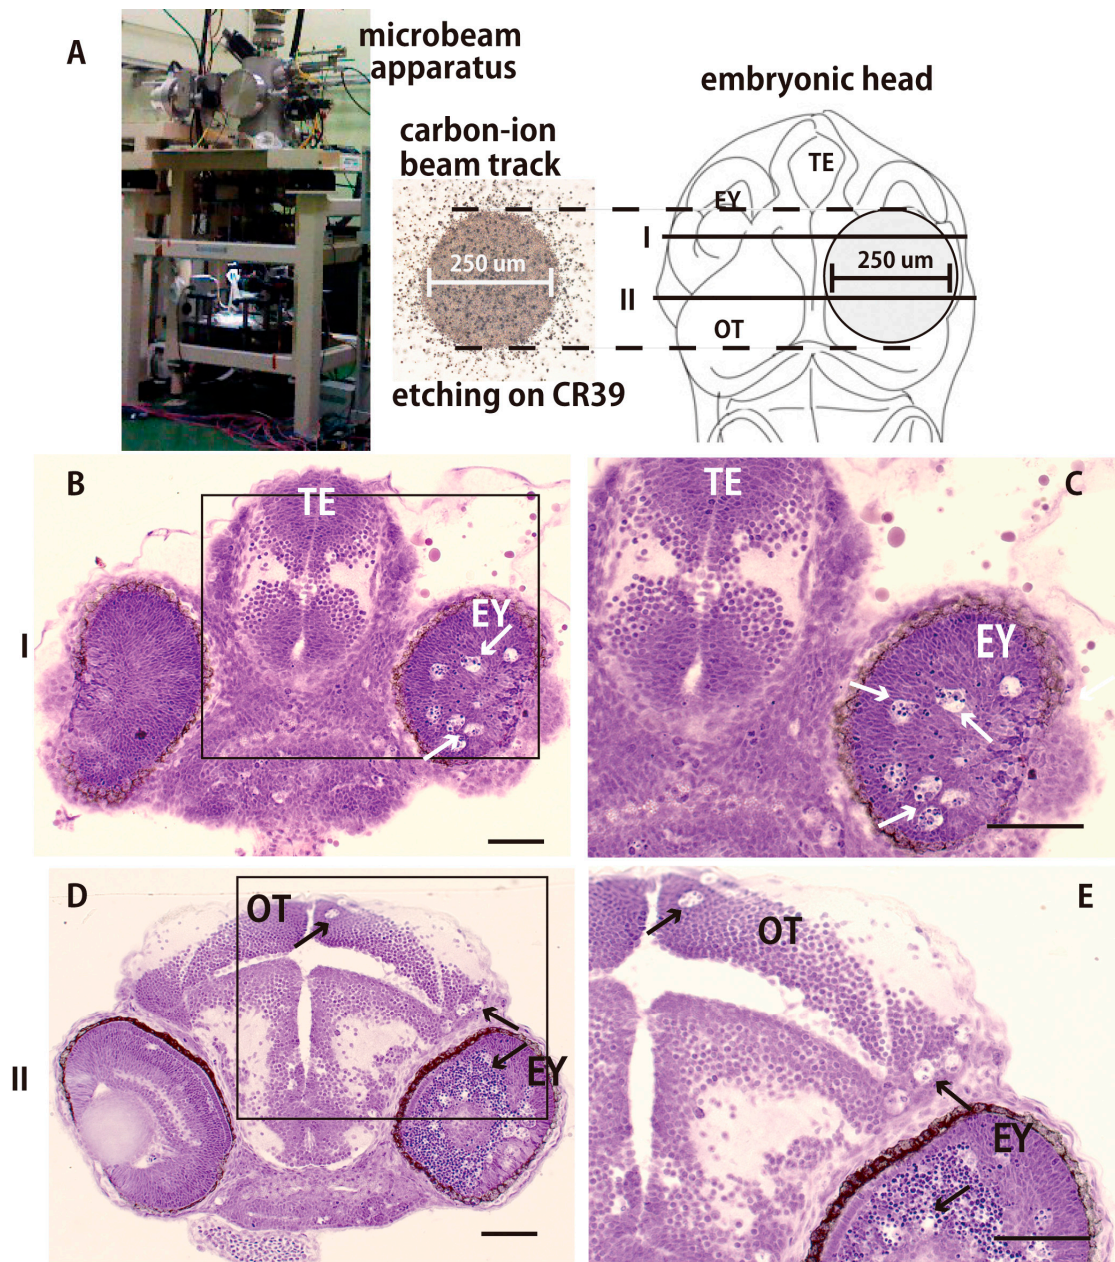 A
microbeam
apparatus
carbon-ion
beam track
250 um
etching on CR39
embryonic head
TE
EY
I
250 um
II
OT
B
TE
EY
I
C
TE
EY
D
OT
EY
II
E
OT
EY